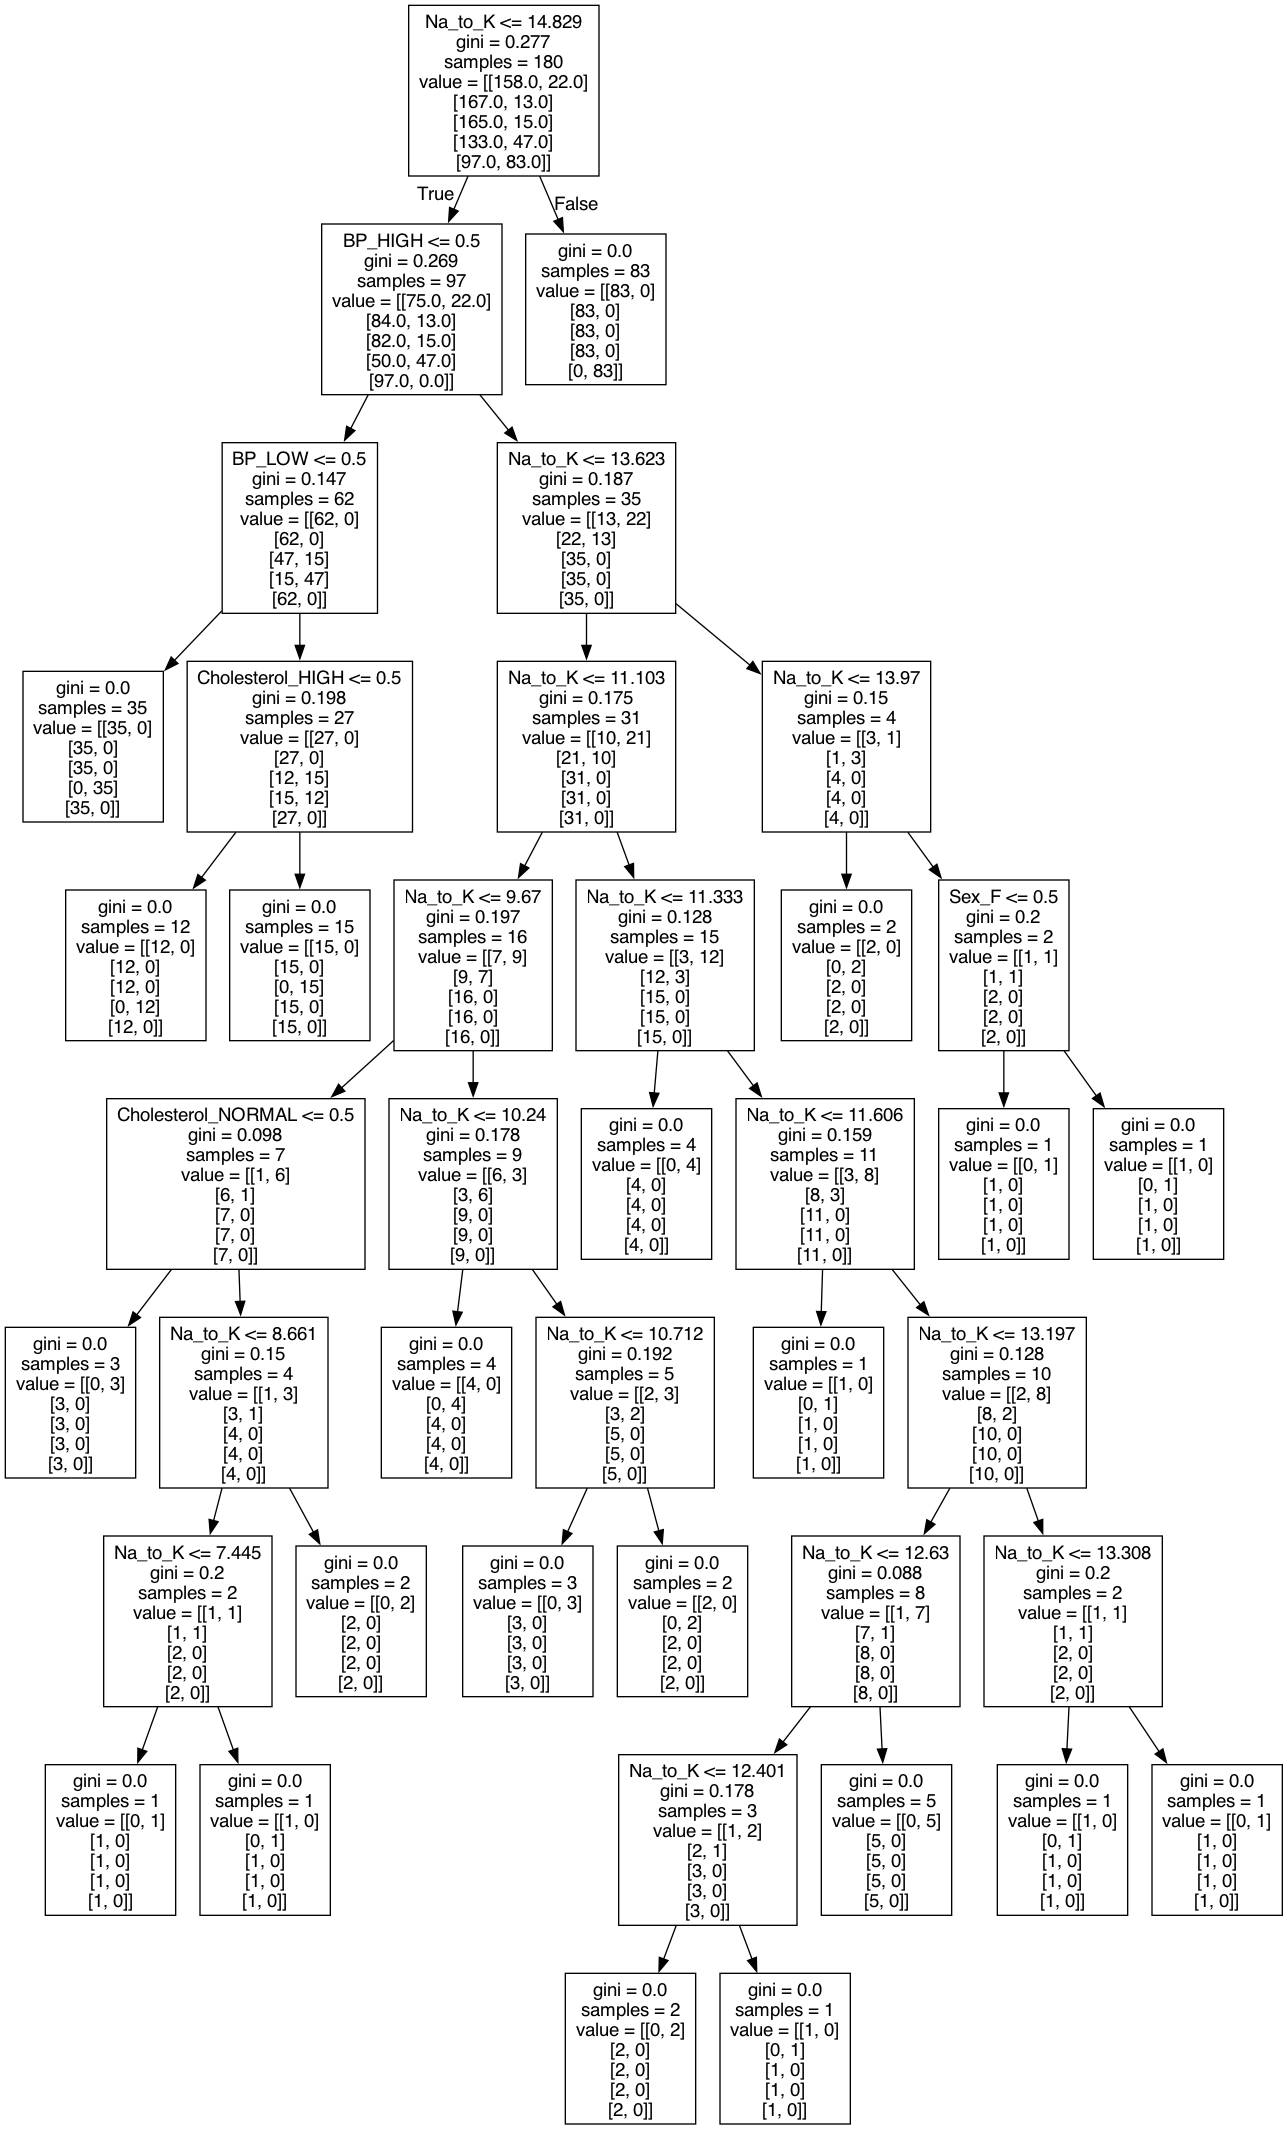 Na_to_K <= 14.829
gini = 0.277
samples = 180
value = [[158.0, 22.0]
[167.0, 13.0]
[165.0, 15.0]
[133.0, 47.0]
[97.0, 83.0]]
True
False
BP_HIGH <= 0.5
gini = 0.269
samples = 97
value = [[75.0, 22.0]
[84.0, 13.0]
[82.0, 15.0]
[50.0, 47.0]
[97.0, 0.0]]
gini = 0.0
samples = 83
value = [[83, 0]
[83, 0]
[83, 0]
[83, 0]
[0, 83]]
BP_LOW <= 0.5
gini = 0.147
samples = 62
value = [[62, 0]
[62, 0]
[47, 15]
[15, 47]
[62, 0]]
Na_to_K <= 13.623
gini = 0.187
samples = 35
value = [[13, 22]
[22, 13]
[35, 0]
[35, 0]
[35, 0]]
gini = 0.0
samples = 35
value = [[35, 0]
[35, 0]
[35, 0]
[0, 35]
[35, 0]]
Cholesterol_HIGH <= 0.5
gini = 0.198
samples = 27
value = [[27, 0]
[27, 0]
[12, 15]
[15, 12]
[27, 0]]
Na_to_K <= 11.103
gini = 0.175
samples = 31
value = [[10, 21]
[21, 10]
[31, 0]
[31, 0]
[31, 0]]
Na_to_K <= 13.97
gini = 0.15
samples = 4
value = [[3, 1]
[1, 3]
[4, 0]
[4, 0]
[4, 0]]
gini = 0.0
samples = 12
value = [[12, 0]
[12, 0]
[12, 0]
[0, 12]
[12, 0]]
gini = 0.0
samples = 15
value = [[15, 0]
[15, 0]
[0, 15]
[15, 0]
[15, 0]]
Na_to_K <= 9.67
gini = 0.197
samples = 16
value = [[7, 9]
[9, 7]
[16, 0]
[16, 0]
[16, 0]]
Na_to_K <= 11.333
gini = 0.128
samples = 15
value = [[3, 12]
[12, 3]
[15, 0]
[15, 0]
[15, 0]]
gini = 0.0
samples = 2
value = [[2, 0]
[0, 2]
[2, 0]
[2, 0]
[2, 0]]
Sex_F <= 0.5
gini = 0.2
samples = 2
value = [[1, 1]
[1, 1]
[2, 0]
[2, 0]
[2, 0]]
Cholesterol_NORMAL <= 0.5
gini = 0.098
samples = 7
value = [[1, 6]
[6, 1]
[7, 0]
[7, 0]
[7, 0]]
Na_to_K <= 10.24
gini = 0.178
samples = 9
value = [[6, 3]
[3, 6]
[9, 0]
[9, 0]
[9, 0]]
gini = 0.0
samples = 4
value = [[0, 4]
[4, 0]
[4, 0]
[4, 0]
[4, 0]]
Na_to_K <= 11.606
gini = 0.159
samples = 11
value = [[3, 8]
[8, 3]
[11, 0]
[11, 0]
[11, 0]]
gini = 0.0
samples = 1
value = [[0, 1]
[1, 0]
[1, 0]
[1, 0]
[1, 0]]
gini = 0.0
samples = 1
value = [[1, 0]
[0, 1]
[1, 0]
[1, 0]
[1, 0]]
gini = 0.0
samples = 3
value = [[0, 3]
[3, 0]
[3, 0]
[3, 0]
[3, 0]]
Na_to_K <= 8.661
gini = 0.15
samples = 4
value = [[1, 3]
[3, 1]
[4, 0]
[4, 0]
[4, 0]]
gini = 0.0
samples = 4
value = [[4, 0]
[0, 4]
[4, 0]
[4, 0]
[4, 0]]
Na_to_K <= 10.712
gini = 0.192
samples = 5
value = [[2, 3]
[3, 2]
[5, 0]
[5, 0]
[5, 0]]
gini = 0.0
samples = 1
value = [[1, 0]
[0, 1]
[1, 0]
[1, 0]
[1, 0]]
Na_to_K <= 13.197
gini = 0.128
samples = 10
value = [[2, 8]
[8, 2]
[10, 0]
[10, 0]
[10, 0]]
Na_to_K <= 7.445
gini = 0.2
samples = 2
value = [[1, 1]
[1, 1]
[2, 0]
[2, 0]
[2, 0]]
gini = 0.0
samples = 2
value = [[0, 2]
[2, 0]
[2, 0]
[2, 0]
[2, 0]]
gini = 0.0
samples = 3
value = [[0, 3]
[3, 0]
[3, 0]
[3, 0]
[3, 0]]
gini = 0.0
samples = 2
value = [[2, 0]
[0, 2]
[2, 0]
[2, 0]
[2, 0]]
Na_to_K <= 12.63
gini = 0.088
samples = 8
value = [[1, 7]
[7, 1]
[8, 0]
[8, 0]
[8, 0]]
Na_to_K <= 13.308
gini = 0.2
samples = 2
value = [[1, 1]
[1, 1]
[2, 0]
[2, 0]
[2, 0]]
gini = 0.0
samples = 1
value = [[0, 1]
[1, 0]
[1, 0]
[1, 0]
[1, 0]]
gini = 0.0
samples = 1
value = [[1, 0]
[0, 1]
[1, 0]
[1, 0]
[1, 0]]
Na_to_K <= 12.401
gini = 0.178
samples = 3
value = [[1, 2]
[2, 1]
[3, 0]
[3, 0]
[3, 0]]
gini = 0.0
samples = 5
value = [[0, 5]
[5, 0]
[5, 0]
[5, 0]
[5, 0]]
gini = 0.0
samples = 1
value = [[1, 0]
[0, 1]
[1, 0]
[1, 0]
[1, 0]]
gini = 0.0
samples = 1
value = [[0, 1]
[1, 0]
[1, 0]
[1, 0]
[1, 0]]
gini = 0.0
samples = 2
value = [[0, 2]
[2, 0]
[2, 0]
[2, 0]
[2, 0]]
gini = 0.0
samples = 1
value = [[1, 0]
[0, 1]
[1, 0]
[1, 0]
[1, 0]]